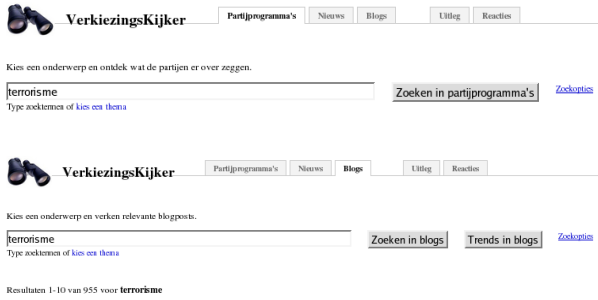 VerkiezingsKijker Partijprogramma's Nieuws Blogs Uitleg Reacties
Kies een onderwerp en ontdek wat de partijen er over zeggen.
terrorisme Zoeken in partijprogramma's Zoekopties
Type zoektermen of kies een thema
VerkiezingsKijker Partijprogramma's Nieuws Blogs Uitleg Reacties
Kies een onderwerp en verken relevante blogposts.
terrorisme Zoeken in blogs Trends in blogs Zoekopties
Type zoektermen of kies een thema
Resultaten 1-10 van 955 voor terrorisme